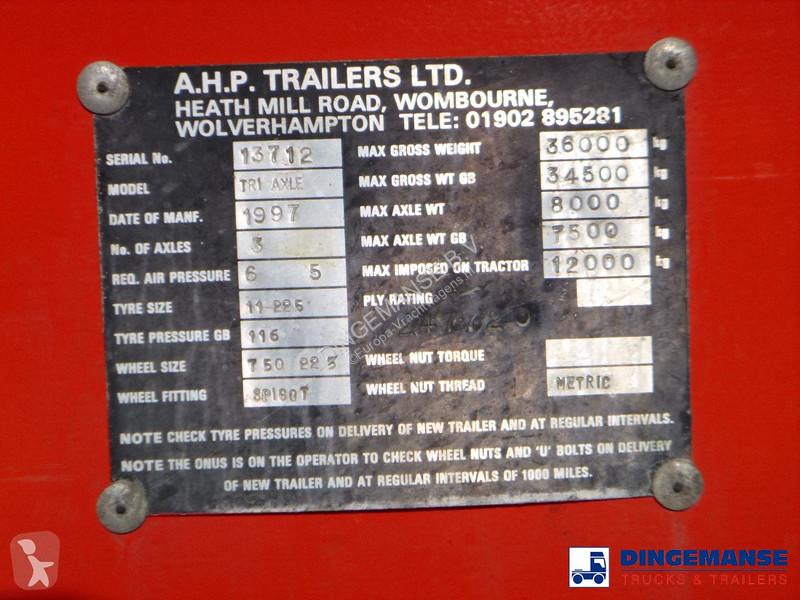 A.H.P. TRAILERS LTD.
HEATH MILL ROAD, WOMBOURNE,
WOLVERHAMPTON TELE: 01902 895281
SERIAL No. 13712 MAX GROSS WEIGHT 36000 kg
MODEL TRI AXLE MAX GROSS WT GB 34500 kg
DATE OF MANF. 1997 MAX AXLE WT 8000 kg
No. OF AXLES 3 MAX AXLE WT GB 7500 kg
REQ. AIR PRESSURE 6 5 MAX IMPOSED ON TRACTOR 12000 kg
TYRE SIZE 11-225 PLY RATING
TYRE PRESSURE GB 116
WHEEL SIZE 750 22.5 WHEEL NUT TORQUE
WHEEL FITTING SPIGOT WHEEL NUT THREAD METRIC
NOTE CHECK TYRE PRESSURES ON DELIVERY OF NEW TRAILER AND AT REGULAR INTERVALS.
NOTE THE ONUS IS ON THE OPERATOR TO CHECK WHEEL NUTS AND 'U' BOLTS ON DELIVERY
OF NEW TRAILER AND AT REGULAR INTERVALS OF 1000 MILES.
DINGEMANSE B.V.
DINGEMANSE
TRUCKS & TRAILERS